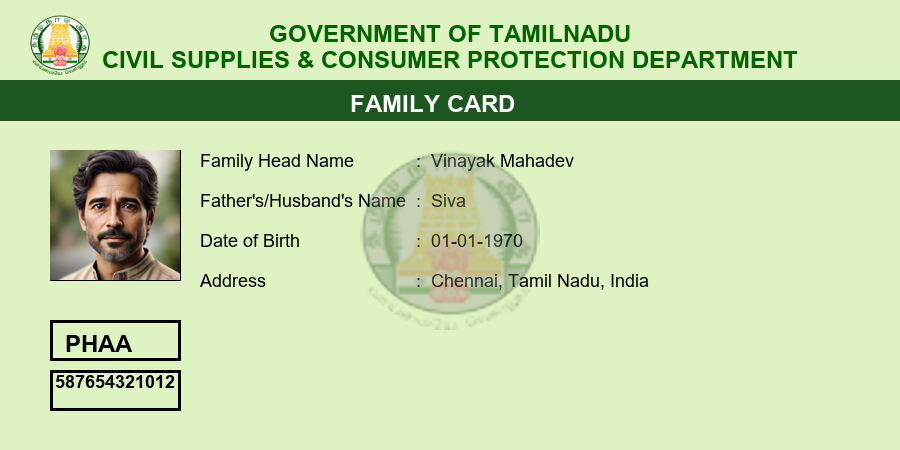 GOVERNMENT OF TAMILNADU
CIVIL SUPPLIES & CONSUMER PROTECTION DEPARTMENT
FAMILY CARD
Family Head Name : Vinayak Mahadev
Father's/Husband's Name : Siva
Date of Birth : 01-01-1970
Address : Chennai, Tamil Nadu, India
PHAA
587654321012